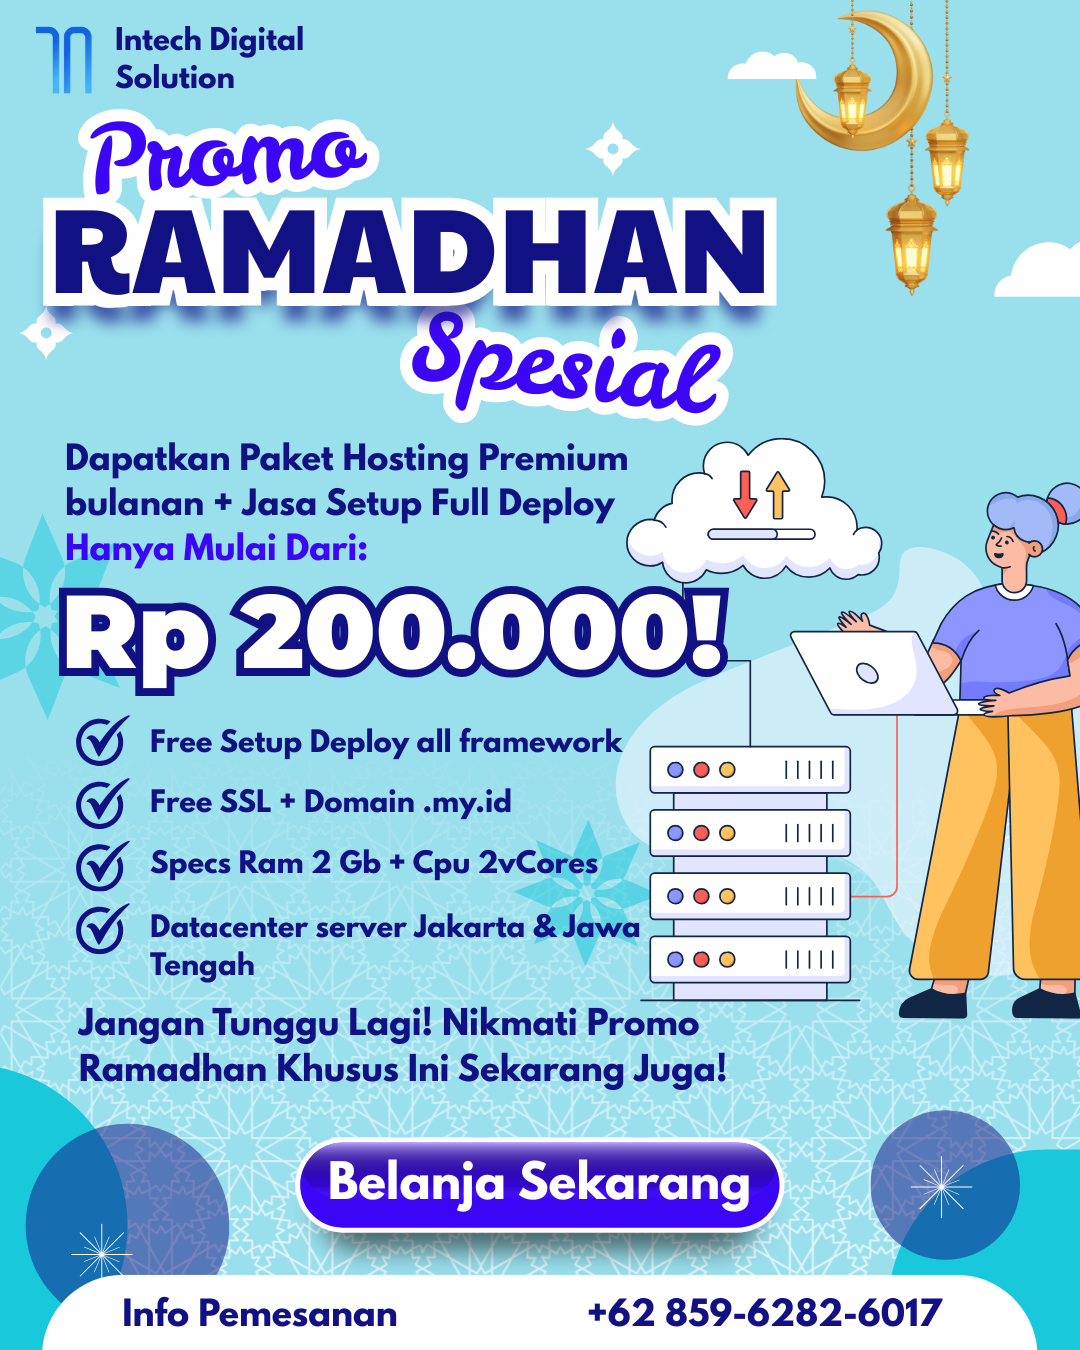 Intech Digital
Solution
Promo
RAMADHAN
Spesial
Dapatkan Paket Hosting Premium
bulanan + Jasa Setup Full Deploy
Hanya Mulai Dari:
Rp 200.000!
Free Setup Deploy all framework
Free SSL + Domain .my.id
Specs Ram 2 Gb + Cpu 2vCores
Datacenter server Jakarta & Jawa
Tengah
Jangan Tunggu Lagi! Nikmati Promo
Ramadhan Khusus Ini Sekarang Juga!
Belanja Sekarang
Info Pemesanan +62 859-6282-6017